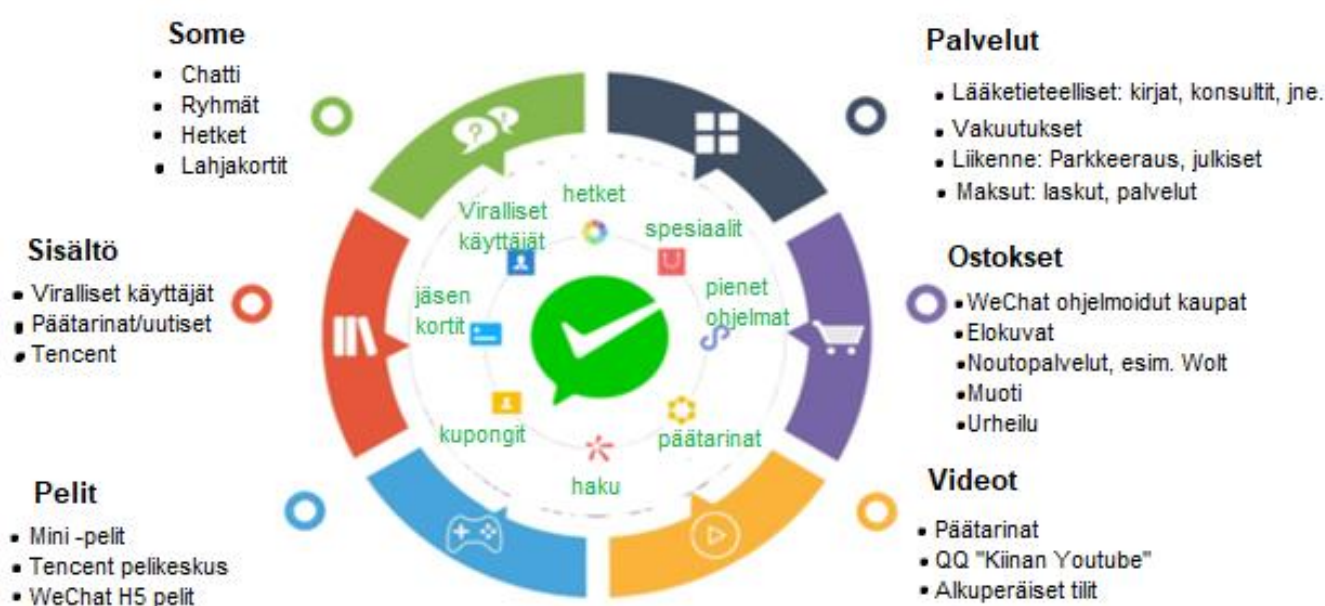 Some
• Chatti
• Ryhmät
• Hetket
• Lahjakortit
Sisältö
• Viralliset käyttäjät
• Päätarinat/uutiset
• Tencent
Pelit
• Mini -pelit
• Tencent pelikeskus
• WeChat H5 pelit
hetket
Viralliset
käyttäjät
spesiaalit
jäsen
kortit
pienet
ohjelmat
kupongit
päätarinat
haku
Palvelut
• Lääketieteelliset: kirjat, konsultit, jne.
• Vakuutukset
• Liikenne: Parkkeeraus, julkiset
• Maksut: laskut, palvelut
Ostokset
• WeChat ohjelmoidut kaupat
• Elokuvat
• Noutopalvelut, esim. Wolt
• Muoti
• Urheilu
Videot
• Päätarinat
• QQ "Kiinan Youtube"
• Alkuperäiset tilit